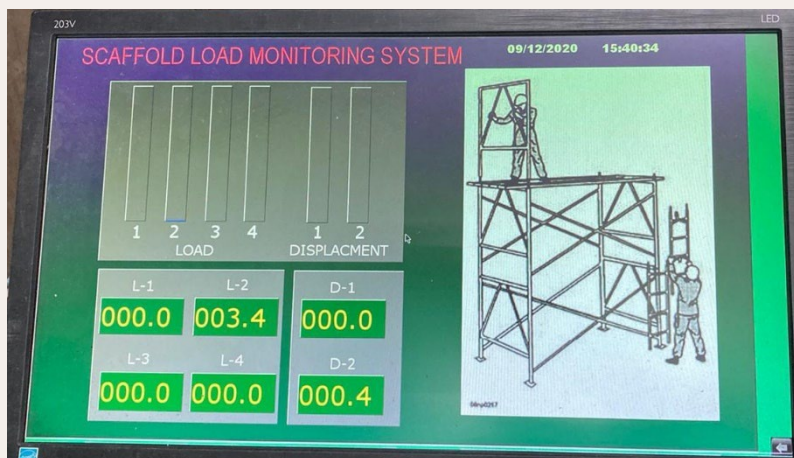 203V
LED
SCAFFOLD LOAD MONITORING SYSTEM
09/12/2020 15:40:34
1 2 3 4 1 2
LOAD DISPLACMENT
L-1 L-2 D-1
000.0 003.4 000.0
L-3 L-4 D-2
000.0 000.0 000.4